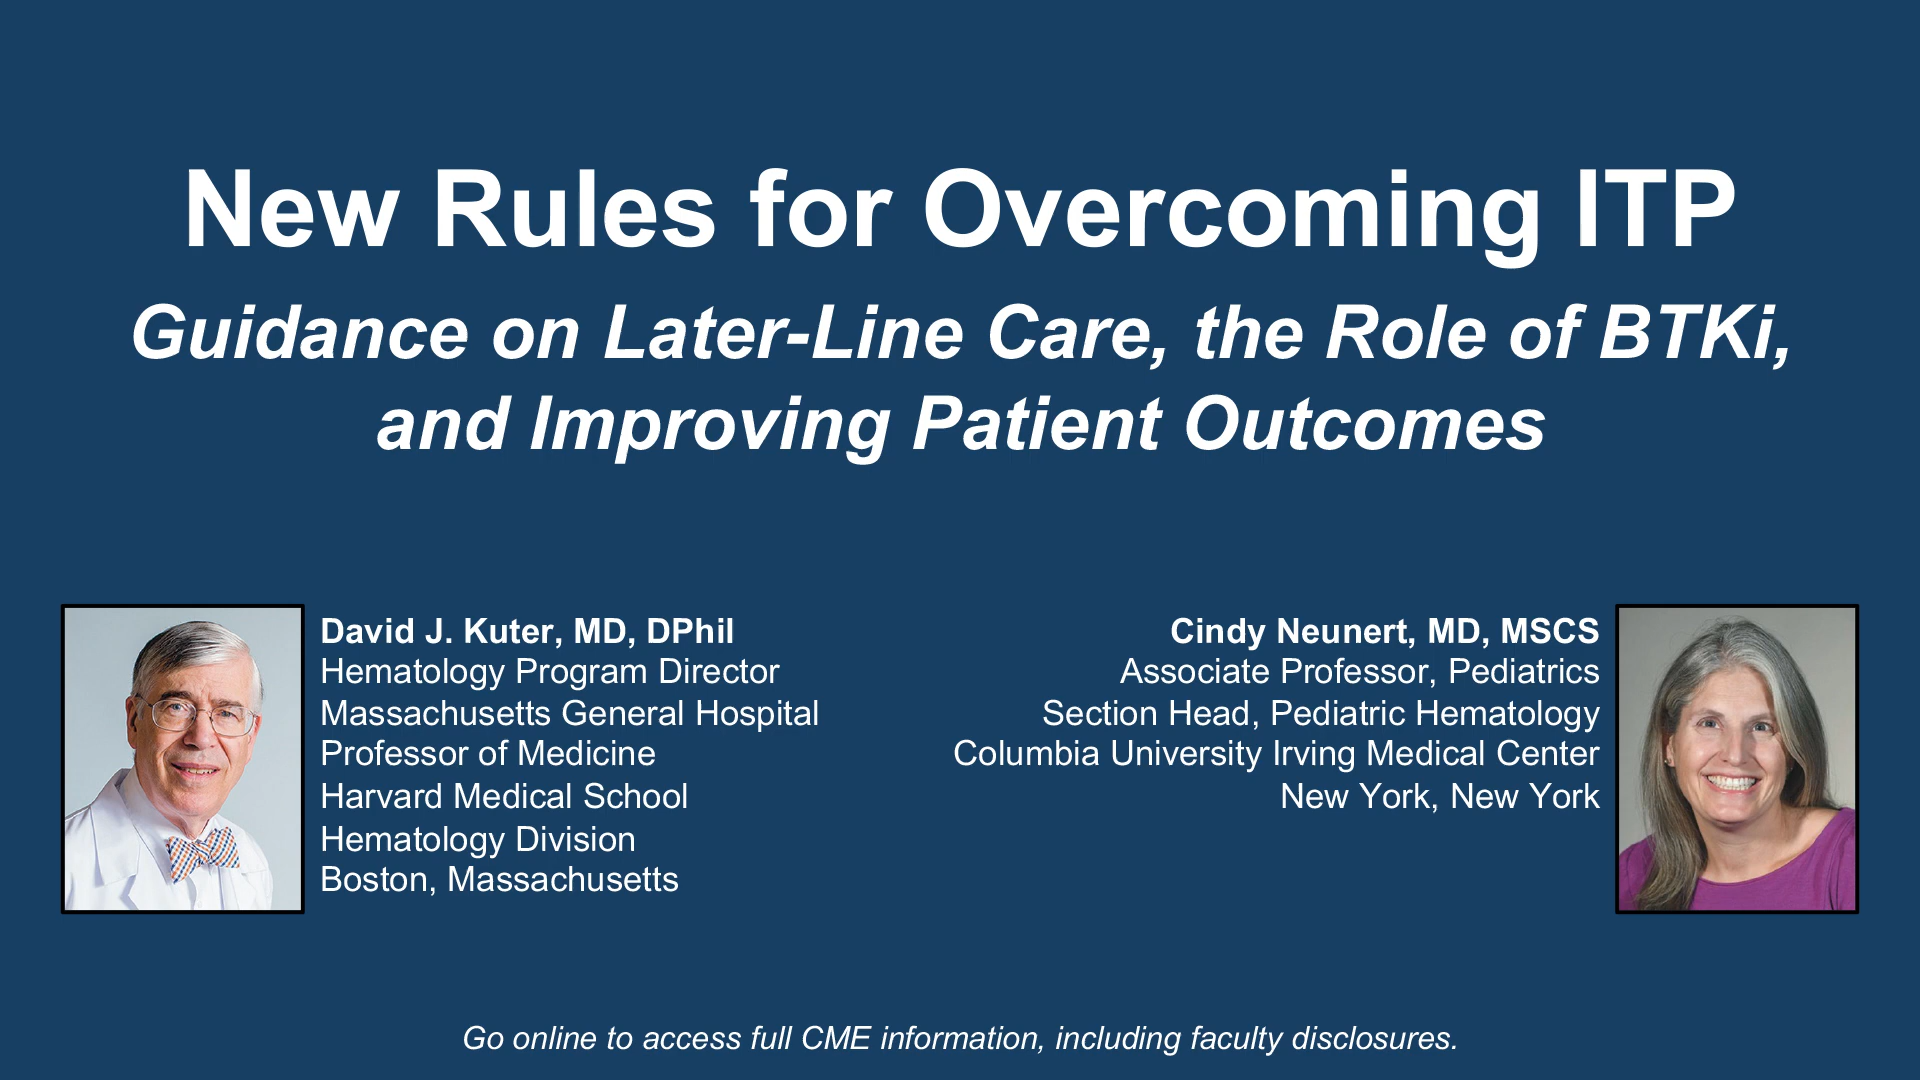 New Rules for Overcoming ITP
Guidance on Later-Line Care, the Role of BTKi,
and Improving Patient Outcomes
David J. Kuter, MD, DPhil
Hematology Program Director
Massachusetts General Hospital
Professor of Medicine
Harvard Medical School
Hematology Division
Boston, Massachusetts
Cindy Neunert, MD, MSCS
Associate Professor, Pediatrics
Section Head, Pediatric Hematology
Columbia University Irving Medical Center
New York, New York
Go online to access full CME information, including faculty disclosures.